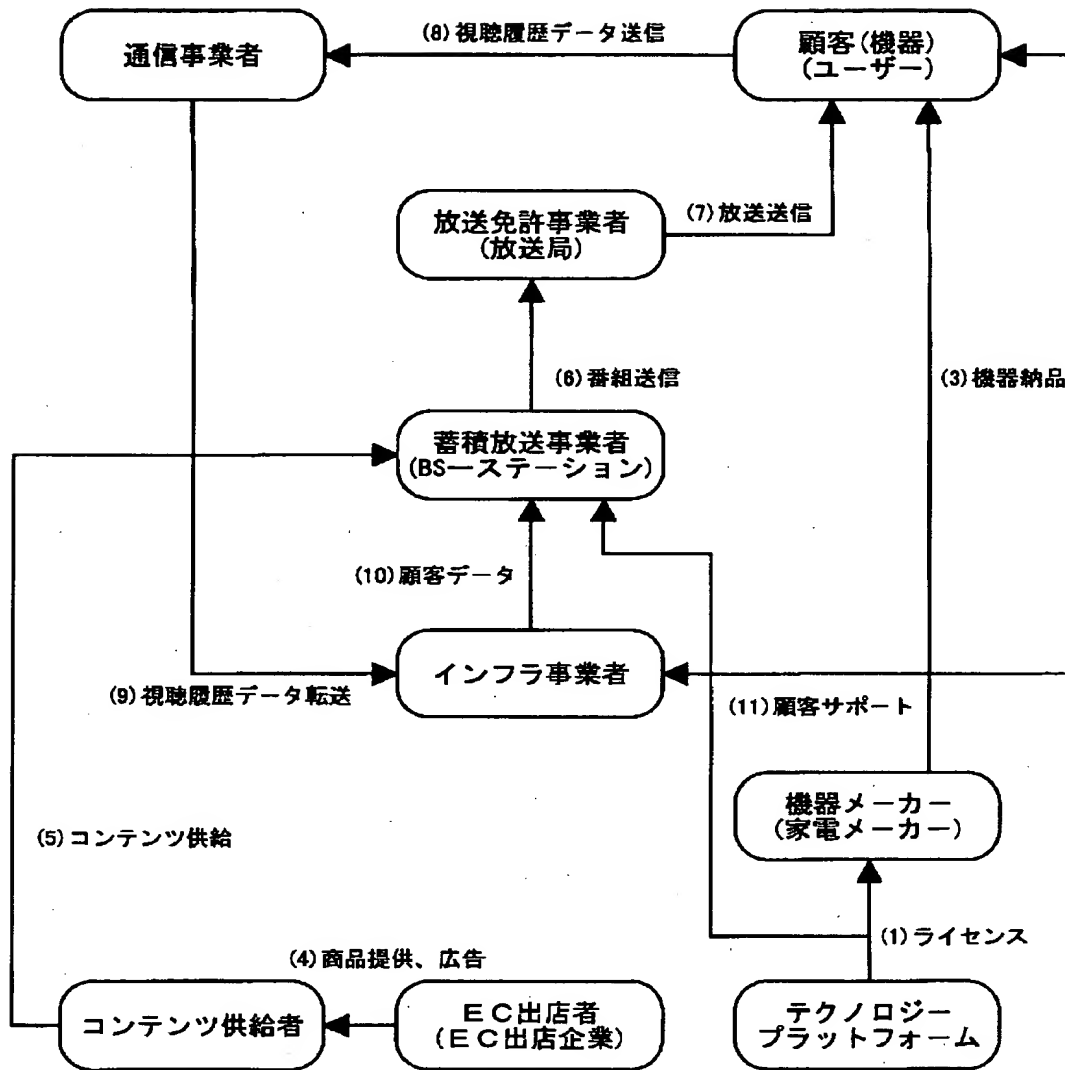 (8)視聴履歴データ送信
通信事業者
顧客(機器)
(ユーザー)
放送免許事業者
(放送局)
(7)放送送信
(6)番組送信
(3)機器納品
蓄積放送事業者
(BSーステーション)
(10)顧客データ
インフラ事業者
(9)視聴履歴データ転送
(11)顧客サポート
機器メーカー
(家電メーカー)
(5)コンテンツ供給
(1)ライセンス
(4)商品提供、広告
コンテンツ供給者
EC出店者
(EC出店企業)
テクノロジー
プラットフォーム